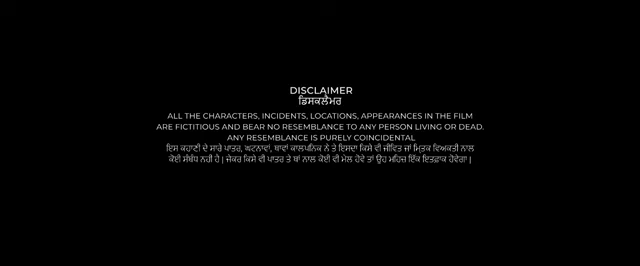 DISCLAIMER
ਡਿਸਕਲੈਮਰ
ALL THE CHARACTERS, INCIDENTS, LOCATIONS, APPEARANCES IN THE FILM
ARE FICTITIOUS AND BEAR NO RESEMBLANCE TO ANY PERSON LIVING OR DEAD.
ANY RESEMBLANCE IS PURELY COINCIDENTAL
ਇਸ ਕਹਾਣੀ ਦੇ ਸਾਰੇ ਪਾਤਰ, ਘਟਨਾਵਾਂ, ਥਾਵਾਂ ਕਾਲਪਨਿਕ ਨੇ ਤੇ ਇਸਦਾ ਕਿਸੇ ਵੀ ਜੀਵਿਤ ਜਾਂ ਮ੍ਰਿਤਕ ਵਿਅਕਤੀ ਨਾਲ
ਕੋਈ ਸੰਬੰਧ ਨਹੀ ਹੈ | ਜੇਕਰ ਕਿਸੇ ਵੀ ਪਾਤਰ ਤੇ ਥਾਂ ਨਾਲ ਕੋਈ ਵੀ ਮੇਲ ਹੋਵੇ ਤਾਂ ਉਹ ਮਹਿਜ਼ ਇੱਕ ਇਤਫ਼ਾਕ ਹੋਵੇਗਾ |